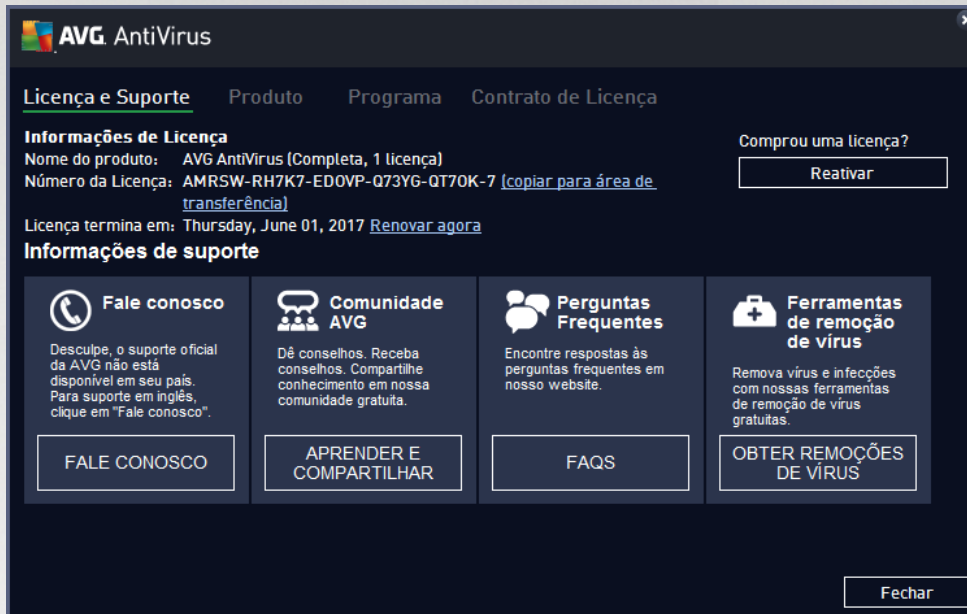 AVG AntiVirus
Licença e Suporte Produto Programa Contrato de Licença
Informações de Licença
Nome do produto: AVG AntiVirus (Completa, 1 licença)
Número da Licença: AMRSW-RH7K7-EDOVP-Q73YG-QT7OK-7 (copiar para área de
transferência)
Licença termina em: Thursday, June 01, 2017 Renovar agora
Comprou uma licença?
Reativar
Informações de suporte
Fale conosco
Desculpe, o suporte oficial
da AVG não está
disponível em seu país.
Para suporte em inglês,
clique em "Fale conosco".
FALE CONOSCO
Comunidade
AVG
Dê conselhos. Receba
conselhos. Compartilhe
conhecimento em nossa
comunidade gratuita.
APRENDER E
COMPARTILHAR
Perguntas
Frequentes
Encontre respostas às
perguntas frequentes em
nosso website.
FAQS
Ferramentas
de remoção
de vírus
Remova vírus e infecções
com nossas ferramentas
de remoção de vírus
gratuitas.
OBTER REMOÇÕES
DE VÍRUS
Fechar